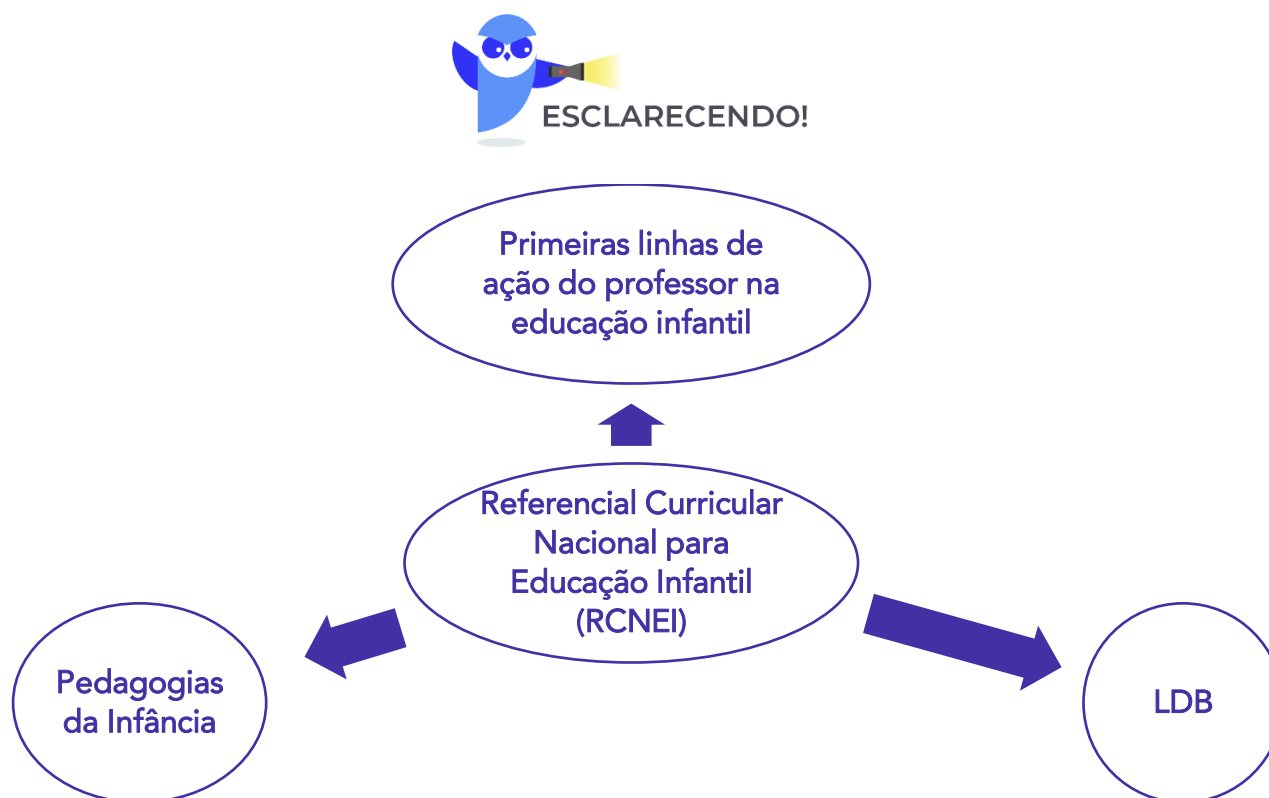 ESCLARECENDO!
Primeiras linhas de
ação do professor na
educação infantil
Referencial Curricular
Nacional para
Educação Infantil
(RCNEI)
Pedagogias
da Infância
LDB